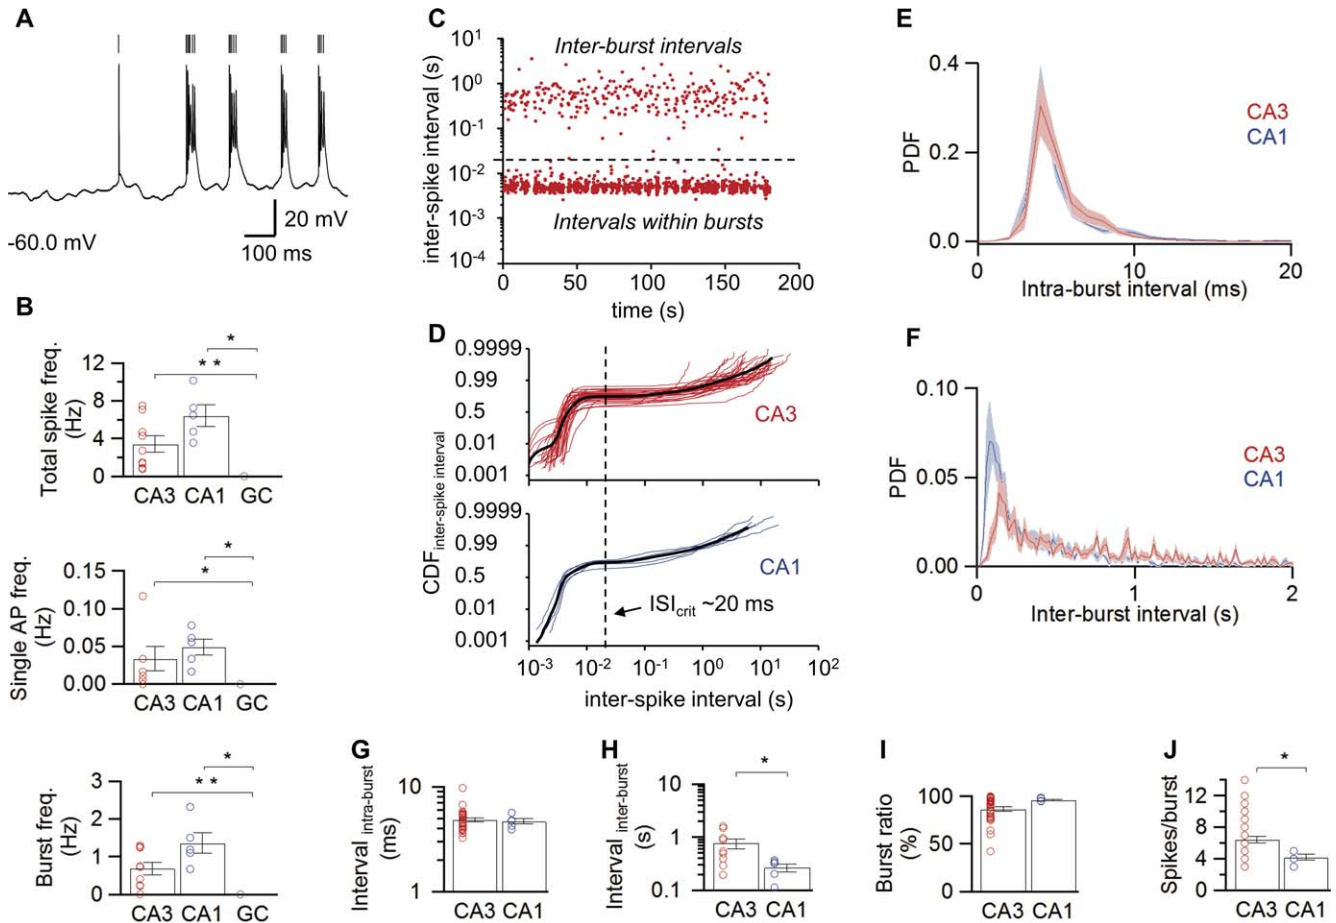 A
-60.0 mV
20 mV
100 ms
B
Total spike freq.
(Hz)
12
8
4
0
* *
*
CA3 CA1 GC
Single AP freq.
(Hz)
0.15
0.10
0.05
0.00
*
*
CA3 CA1 GC
Burst freq.
(Hz)
3
2
1
0
* *
*
CA3 CA1 GC
C
inter-spike interval (s)
10¹
10⁰
10⁻¹
10⁻²
10⁻³
10⁻⁴
Inter-burst intervals
Intervals within bursts
0 50 100 150 200
time (s)
D
CDF inter-spike interval
0.9999
0.99
0.5
0.01
0.001
CA3
0.9999
0.99
0.5
0.01
0.001
CA1
ISIcrit ~20 ms
10⁻³ 10⁻² 10⁻¹ 10⁰ 10¹ 10²
inter-spike interval (s)
E
PDF
0.4
0.2
0.0
CA3
CA1
0 10 20
Intra-burst interval (ms)
F
PDF
0.10
0.05
0.00
CA3
CA1
0 1 2
Inter-burst interval (s)
G
Interval intra-burst
(ms)
10
1
CA3 CA1
H
Interval inter-burst
(s)
10
1
0.1
*
CA3 CA1
I
Burst ratio
(%)
100
50
0
CA3 CA1
J
Spikes/burst
12
8
4
0
*
CA3 CA1